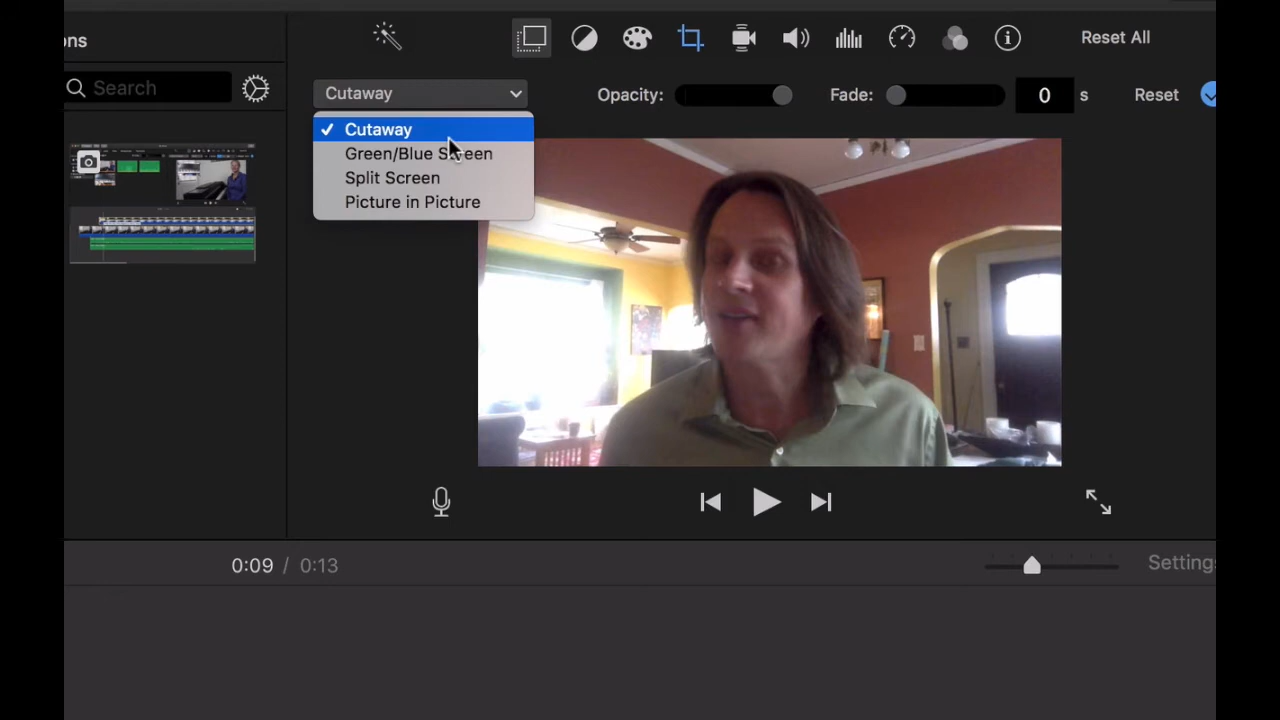 ons
Reset All
Search
Cutaway
Opacity:
Fade:
0
s
Reset
Cutaway
Green/Blue Screen
Split Screen
Picture in Picture
0:09 / 0:13
Setting